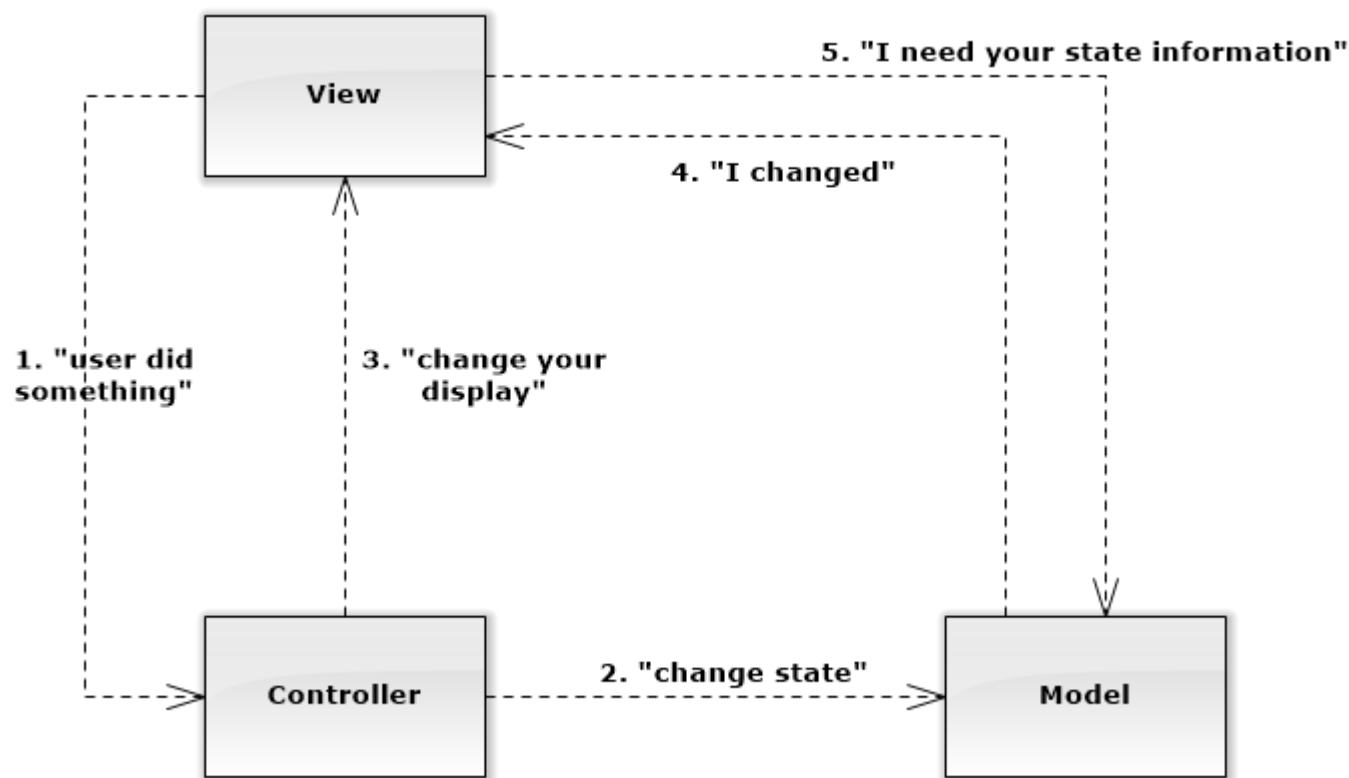 5. "I need your state information"
View
4. "I changed"
1. "user did
something"
3. "change your
display"
2. "change state"
Controller
Model